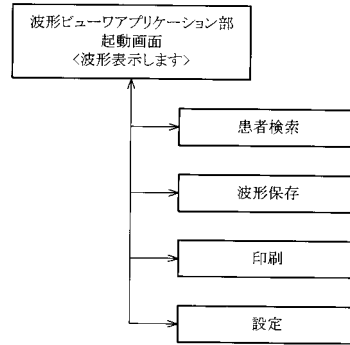 波形ビューワアプリケーション部
起動画面
<波形表示します>
患者検索
波形保存
印刷
設定